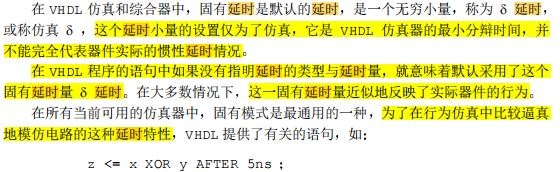 在 VHDL 仿真和综合器中，固有延时是默认的延时，是一个无穷小量，称为 δ 延时，
或称仿真 δ ，这个延时小量的设置仅为了仿真，它是 VHDL 仿真器的最小分辩时间，并
不能完全代表器件实际的惯性延时情况。
在 VHDL 程序的语句中如果没有指明延时的类型与延时量，就意味着默认采用了这个
固有延时量 δ 延时。在大多数情况下，这一固有延时量近似地反映了实际器件的行为。
在所有当前可用的仿真器中，固有模式是最通用的一种，为了在行为仿真中比较逼真
地模仿电路的这种延时特性，VHDL 提供了有关的语句，如：
z <= x XOR y AFTER 5ns ;